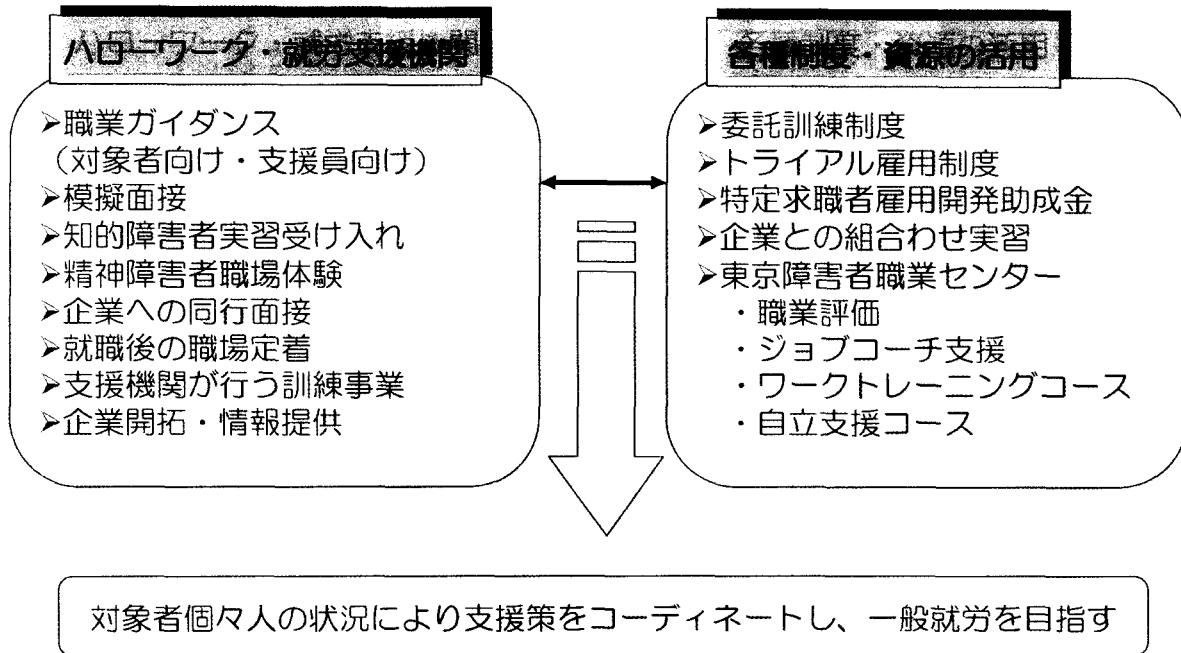 ハローワーク・就労支援機関
➤職業ガイダンス
（対象者向け・支援員向け）
➤模擬面接
➤知的障害者実習受け入れ
➤精神障害者職場体験
➤企業への同行面接
➤就職後の職場定着
➤支援機関が行う訓練事業
➤企業開拓・情報提供
各種制度・資源の活用
➤委託訓練制度
➤トライアル雇用制度
➤特定求職者雇用開発助成金
➤企業との組合わせ実習
➤東京障害者職業センター
・職業評価
・ジョブコーチ支援
・ワークトレーニングコース
・自立支援コース
対象者個々人の状況により支援策をコーディネートし、一般就労を目指す